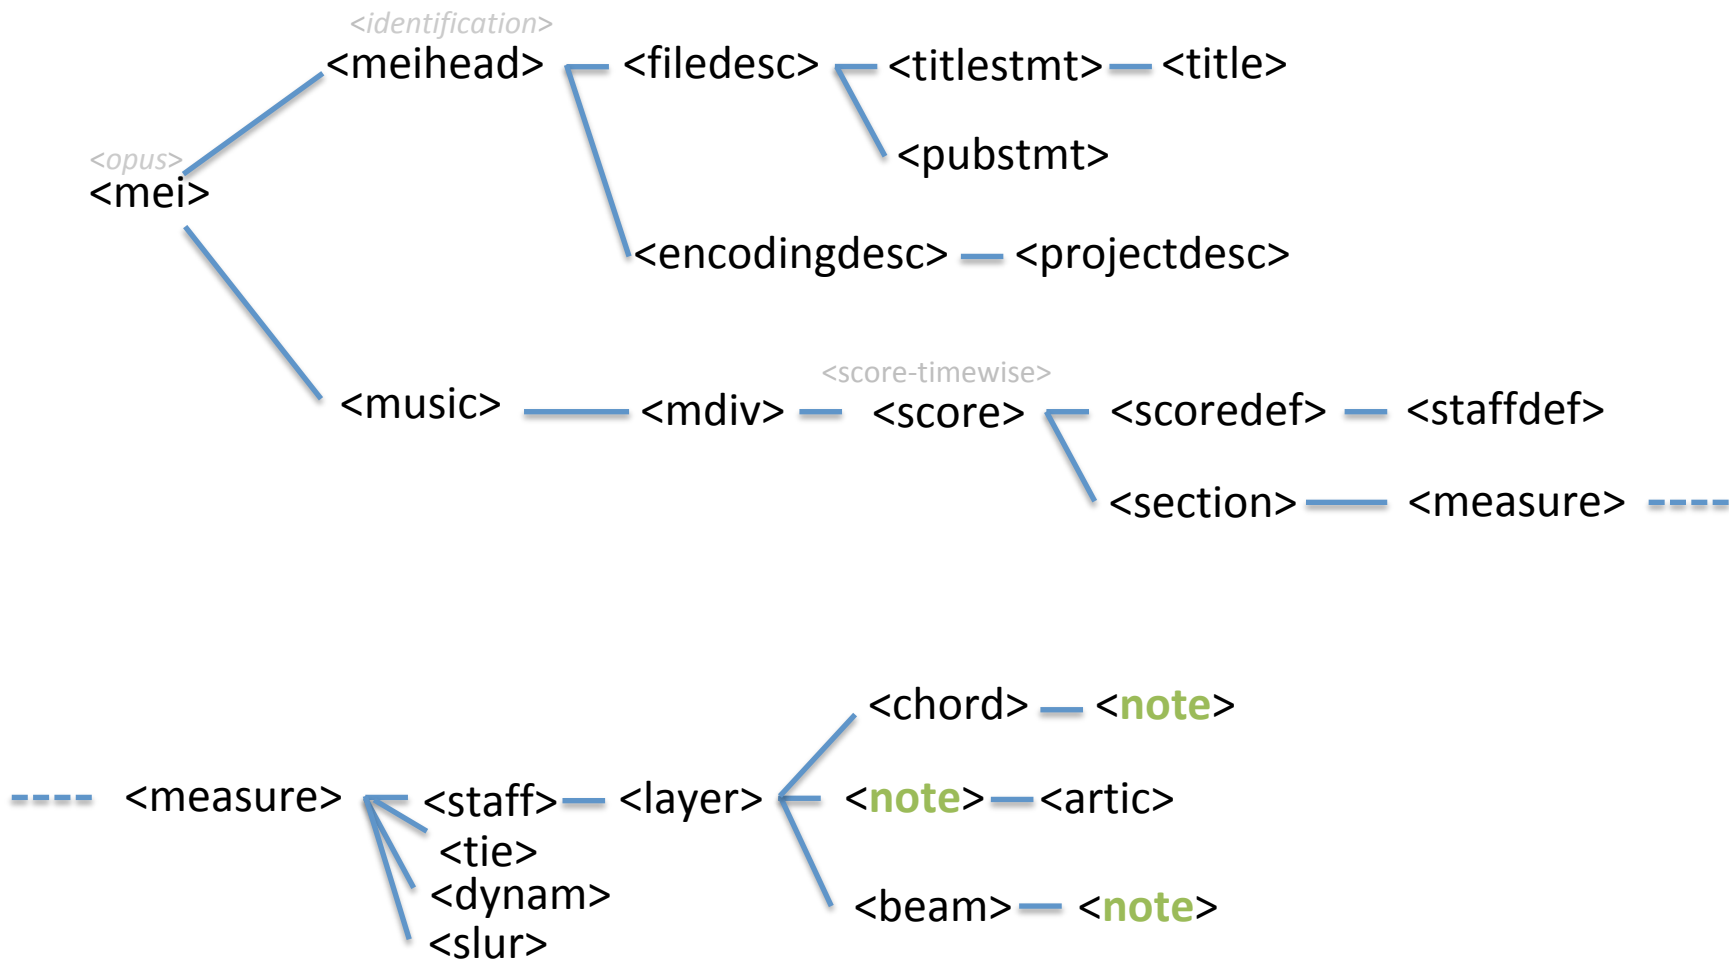 <identification>
<meihead> <filedesc> <titlestmt> <title>
<pubstmt>
<opus>
<mei>
<encodingdesc> <projectdesc>
<score-timewise>
<music> <mdiv> <score> <scoredef> <staffdef>
<section> <measure>
<chord> <note>
<measure> <staff> <layer> <note> <artic>
<tie>
<dynam>
<beam> <note>
<slur>